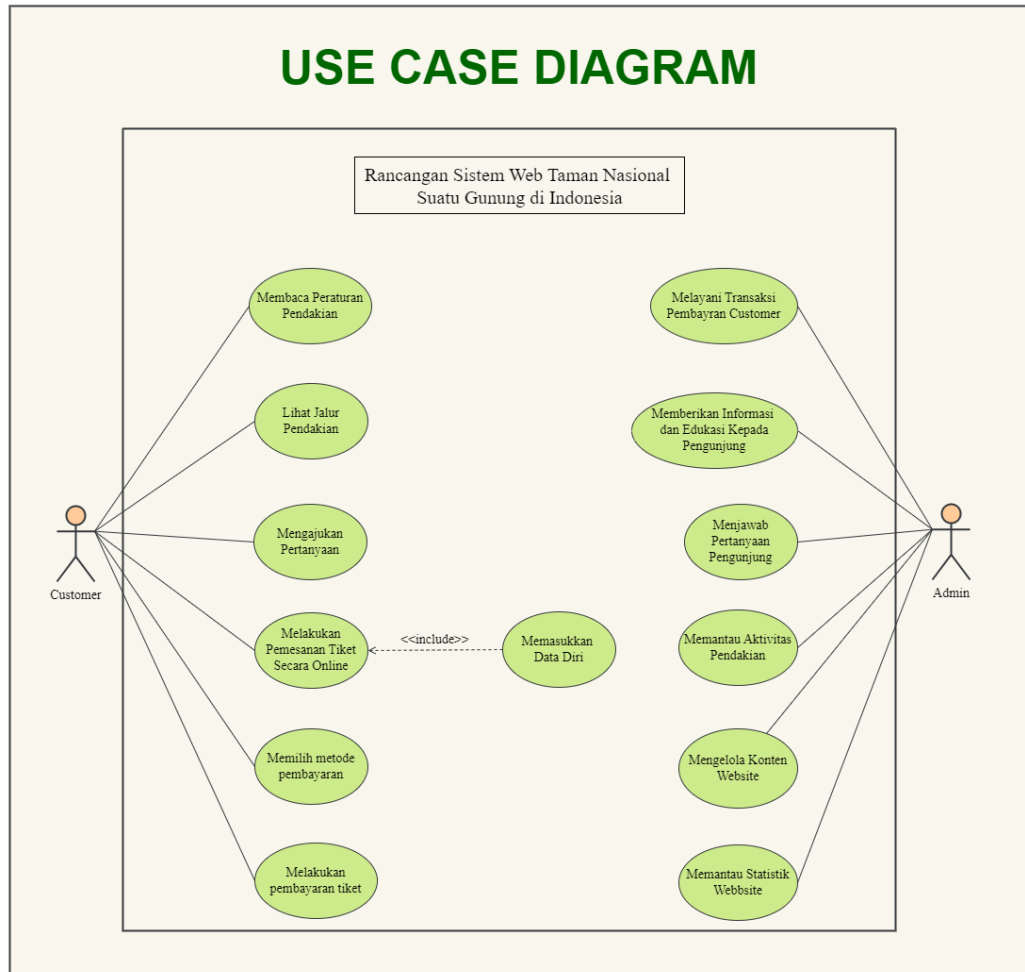 USE CASE DIAGRAM
Rancangan Sistem Web Taman Nasional
Suatu Gunung di Indonesia
Membaca Peraturan
Pendakian
Melayani Transaksi
Pembayran Customer
Lihat Jalur
Pendakian
Memberikan Informasi
dan Edukasi Kepada
Pengunjung
Mengajukan
Pertanyaan
Menjawab
Pertanyaan
Pengunjung
Customer
Admin
Melakukan
Pemesanan Tiket
Secara Online
<<include>>
Memasukkan
Data Diri
Memantau Aktivitas
Pendakian
Memilih metode
pembayaran
Mengelola Konten
Website
Melakukan
pembayaran tiket
Memantau Statistik
Webbsite